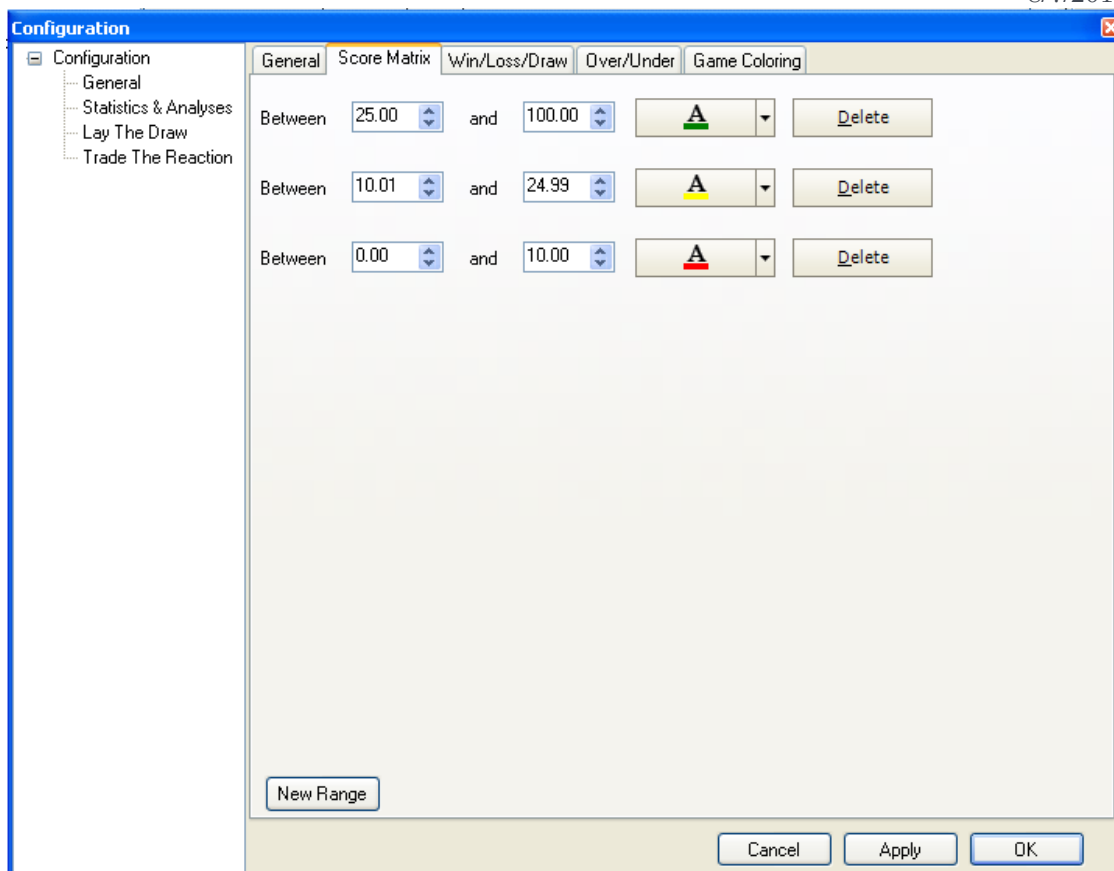 Configuration
Configuration
General
Statistics & Analyses
Lay The Draw
Trade The Reaction
General Score Matrix Win/Loss/Draw Over/Under Game Coloring
Between 25.00 and 100.00 A Delete
Between 10.01 and 24.99 A Delete
Between 0.00 and 10.00 A Delete
New Range
Cancel Apply OK